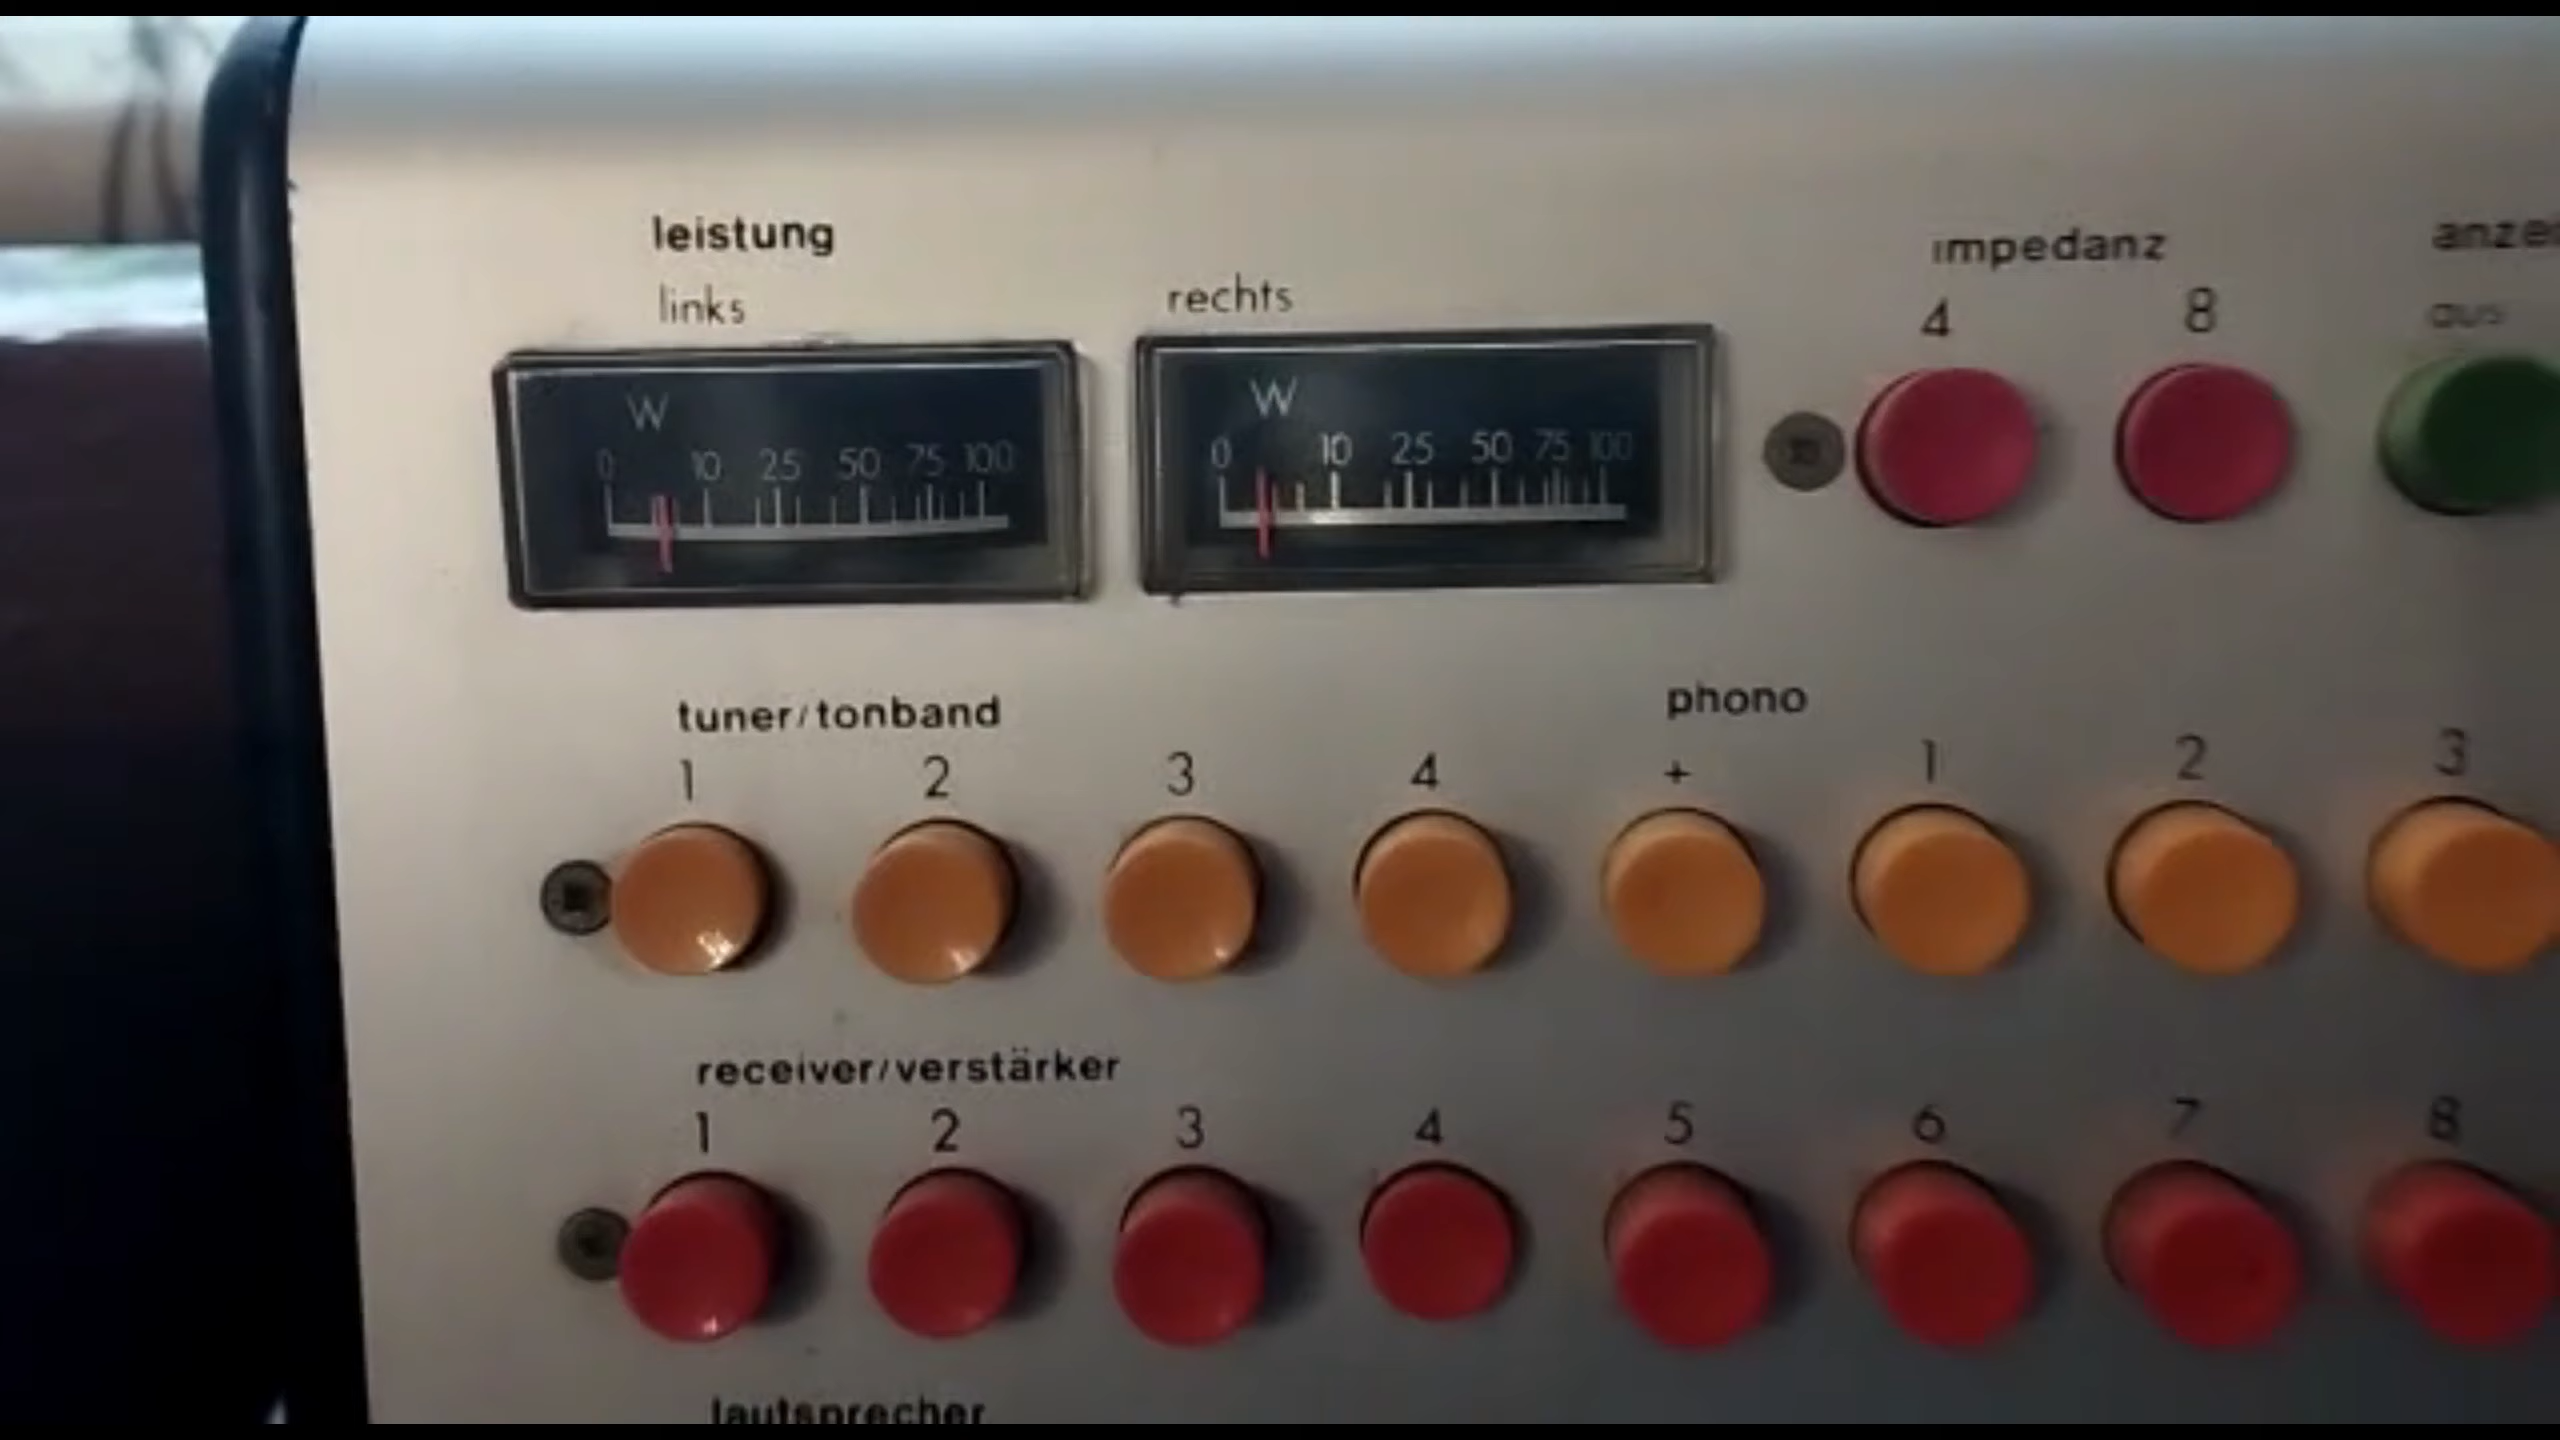 leistung
links
rechts
impedanz
4 8
aus
W
0 10 25 50 75 100
W
0 10 25 50 75 100
tuner/tonband
phono
1 2 3 4 + 1 2 3
receiver/verstärker
1 2 3 4 5 6 7 8
lautsprecher